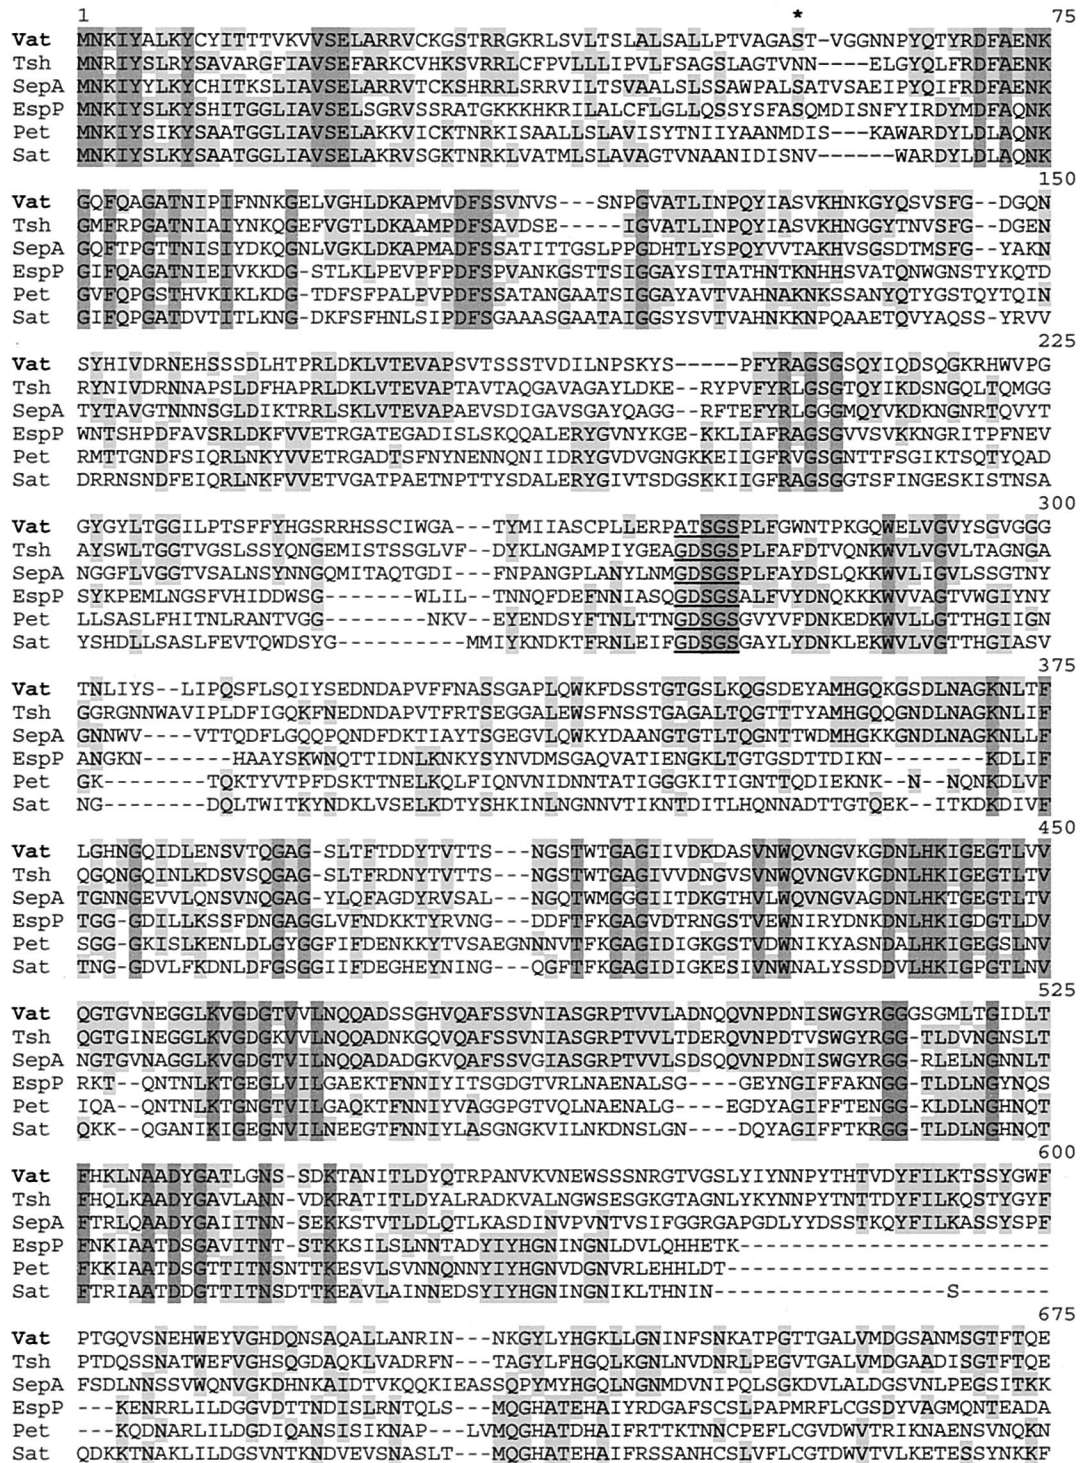 1 * 75
Vat MNKIYALKYCYITTTVKVVSELARRVCKGSTRRGKRLSVLTSLALSALLPTVAGAST-VGGNNPYQTYRDFAENK
Tsh MNRIYSLRYSAVARGFIAVSEFARKCVHKSVRRLCFPVLLLIPVLFSAGSLAGTVNN----ELGYQLFRDFAENK
SepA MNKIYYLKYCHITKSLIAVSELARRVTCKSHRRLSRRVILTSVAALSLSSAWPALSATVSAEIPYQIFRDFAENK
EspP MNKIYSLKYSHITGGLIAVSELSGRVSSRATGKKKHKRILALCFLGLLQSSYSFASQMDISNFYIRDYMDFAQNK
Pet MNKIYSIKYSAATGGLIAVSELAKKVICKTNRKISAALLSLAVISYTNIIYAANMDIS---KAWARDYLDLAQNK
Sat MNKIYSLKYSAATGGLIAVSELAKRVSGKTNRKLVATMLSLAVAGTVNAANIDISNV------WARDYLDLAQNK
150
Vat GQFQAGATNIPIFNNKGELVGHLDKAPMVDFSSVNVS---SNPGVATLINPQYIASVKHNKGYQSVSFG--DGQN
Tsh GMFRPGATNIAIYNKQGEFVGTLDKAAMPDFSAVDSE----IGVATLINPQYIASVKHNGGYTNVSFG--DGEN
SepA GQFTPGTTNISIYDKQGNLVGKLDKAPMADFSSATITTGSLPPGDHTLYSPQYVVTAKHVSGSDTMSFG--YAKN
EspP GIFQAGATNIEIVKKDG-STLKLPEVPFPDFSPVANKGSTTSIGGAYSITATHNTKNHHSVATQNWGNSTYKQTD
Pet GVFQPGSTHVKIKLKDG-TDFSFPALPVPDFSSATANGAATSIGGAYAVTVAHNAKNKSSANYQTYGSTQYTQIN
Sat GIFQPGATDVTITLKNG-DKFSFHNLSIPDFSGAAASGAATAIGGSYSVTVAHNKKNPQAAETQVYAQSS-YRVV
225
Vat SYHIVDRNEHSSSDLHTPRLDKLVTEVAPSVTSSSTVDILNPSKYS-----PFYRAGSGSQYIQDSQGKRHWVPG
Tsh RYNIVDRNNAPSLDFHAPRLDKLVTEVAPTAVTAQGAVAGAYLDKE--RYPVFYRLGSGTQYIKDSNGQLTQMGG
SepA TYTAVGTNNNSGLDIKTRRLSKLVTEVAPAEVSDIGAVSGAYQAGG--RFTEFYRLGGGMQYVKDKNGNRTQVYT
EspP WNTSHPDFAVSRLDKFVVETRGATEGADISLSKQQALERYGVNYKGE-KKLIAFRAGSGVVSVKKNGRITPFNEV
Pet RMTTGNDFSIQRLNKYVVETRGADTSFNYNENNQNIIDRYGVDVGNGKKEIIGFRVGSGNTTFSGIKTSQTYQAD
Sat DRRNSNDFEIQRLNKFVVETVGATPAETNPTTYSDALERYGIVTSDGSKKIIGFRAGSGGTSFINGESKISTNSA
300
Vat GYGYLTGGILPTSFFYHGSRRHSSCIWGA---TYMIIASCPLLERPATSGSPLFGWNTPKGQWELVGVYSGVGGG
Tsh AYSWLTGGTVGSLSSYQNGEMISTSSGLVF--DYKLNGAMPIYGEAGDSGSPLFAFDTVQNKWVLVGVLTAGNGA
SepA NGGFLVGGTVSALNSYNNGQMITAQTGDI---FNPANGPLANYLNMGDSGSPLFAYDSLQKKWVLIGVLSSGTNY
EspP SYKPEMLNGSFVHIDDWSG-------WLIL--TNNQFDEFNNIASQGDSGSALFVYDNQKKKWVVAGTVWGIYNY
Pet LLSASLFHITNLRANTVGG-------NKV--EYENDSYFTNLTTNGDSGSGVYVFDNKEDKWVLLGTTHGIIGN
Sat YSHDLLSASLFEVTQWDSYG----------MMIYKNDKTFRNLEIFGDSGSGAYLYDNKLEKWVLVGTTHGIASV
375
Vat TNLIYS--LIPQSFLSQIYSEDNDAPVFFNASSGAPLQWKFDSSTGTGSLKQGSDEYAMHGQKGSDLNAGKNLTF
Tsh GGRGNNWAVIPLDFIGQKFNEDNDAPVTFRTSEGGALEWSFNSSTGAGALTQGTTTYAMHGQQGNDLNAGKNLIF
SepA GNNWV----VTTQDFLGQQPQNDFDKTIAYTSGEGVLQWKYDAANGTGTLTQGNTTWDMHGKKGNDLNAGKNLLF
EspP ANGKN-------HAAYSKWNQTTIDNLKNKYSYNVDMSGAQVATIENGKLTGTGSDTTDIKN--------KDLIF
Pet GK---------TQKTYVTPFDSKTTNELKQLFIQNVNIDNNTATIGGGKITIGNTTQDIEKNK--N--NQNKDLVF
Sat NG---------DQLTWITKYNDKLVSELKDTYSHKINLNGNNVTIKNTDITLHQNNADTTGTQEK--ITKDKDIVF
450
Vat LGHNGQIDLENSVTQGAG-SLTFTDDYTVTTS---NGSTWTGAGIIVDKDASVNWQVNGVKGDNLHKIGEGTLVV
Tsh QGQNGQINLKDSVSQGAG-SLTFRDNYTVTTS---NGSTWTGAGIVVDNGVSVNWQVNGVKGDNLHKIGEGTLTV
SepA TGNNGEVVLQNSVNQGAG-YLQFAGDYRVSAL---NGQTWMGGGIITDKGTHVLWQVNGVAGDNLHKTGEGTLTV
EspP TGG-GDILLKSSFDNGAGGLVFNDKKTYRVNG---DDFTFKGAGVDTRNGSTVEWNIRYDNKDNLHKIGDGTLDV
Pet SGG-GKISLKENLDLGYGGFIFDENKKYTVSAEGNNNVTFKGAGIDIGKGSTVDWNIKYASNDALHKIGEGSLNV
Sat TNG-GDVLFKDNLDFGSGGIIFDEGHEYNING---QGFTFKGAGIDIGKESIVNWNALYSSDDVLHKIGPGTLNV
525
Vat QGTGVNEGGLKVGDGTVVLNQQADSSGHVQAFSSVNIASGRPTVVLADNQQVNPDNISWGYRGGGSGMLTGIDLT
Tsh QGTGINEGGLKVGDGKVVLNQQADNKGQVQAFSSVNIASGRPTVVLTDERQVNPDTVSWGYRGG-TLDVNGNSLT
SepA NGTGVNAGGLKVGDGTVILNQQADADGKVQAFSSVGIASGRPTVVLSDSQQVNPDNISWGYRGG-RLELNGNNLT
EspP RKT--QNTNLKTGEGLVILGAEKTFNNIYITSGDGTVRLNAENALSG----GEYNGIFFAKNGG-TLDLNGYNQS
Pet IQA--QNTNLKTGNGTVILGAQKTFNNIYVAGGPGTVQLNAENALG----EGDYAGIFFTENGG-KLDLNGHNQT
Sat QKK--QGANIKIGEGNVILNEEGTFNNIYLASGNGKVILNKDNSLGN----DQYAGIFFTKRGG-TLDLNGHNQT
600
Vat FHKLNAADYGATLGNS-SDKTANITLDYQTRPANVKVNEWSSSNRGTVGSLYIYNNPYTHTVDYFILKTSSYGWF
Tsh FHQLKAADYGAVLANN-VDKRATITLDYALRADKVALNGWSESGKGTAGNLYKYNNPYTNTTDYFILKQSTYGYF
SepA FTRLQAADYGAIITNN-SEKKSTVTLDLQTLKASDINVPVNTVSIFGGRGAPGDLYYDSSTKQYFILKASSYSPF
EspP FNKIAATDSGAVITNT-STKKSILSLNNTADYIYHGNINGNLDVLQHHETK------------------------
Pet FKKIAATDSGTTITNSNTTKESVLSVNNQNNYIYHGNVDGNVRLEHHLDT-------------------------
Sat FTRIAATDDGTTITNSDTTKEAVLAINNEDSYIYHGNINGNIKLTHNIN------------------S-------
675
Vat PTGQVSNEHWEYVGHDQNSAQALLANRIN---NKGYLYHGKLLGNINFSNKATPGTTGALVMDGSANMSGTFTQE
Tsh PTDQSSNATWEFVGHSQGDAQKLVADRFN---TAGYLFHGQLKGNLNVDNRLPEGVTGALVMDGAADISGTFTQE
SepA FSDLNNSSVWQNVGKDHNKAIDTVKQQKIEASSQPYMYHGQLNGNMDVNIPQLSGKDVLALDGSVNLPEGSITKK
EspP ---KENRRLILDGGVDTTNDISLRNTQLS---MQGHATEHAIYRDGAFSCSLPAPMRFLCGSDYVAGMQNTEADA
Pet ---KQDNARLILDGDIQANSISIKNAP---LVMQGHATDHAIFRTTKTNNCPEFLCGVDWVTRIKNAENSVNQKN
Sat QDKKTNAKLILDGSVNTKNDVEVSNASLT---MQGHATEHAIFRSSANHCSLVFLCGTDWVTVLKETESSYNKKF